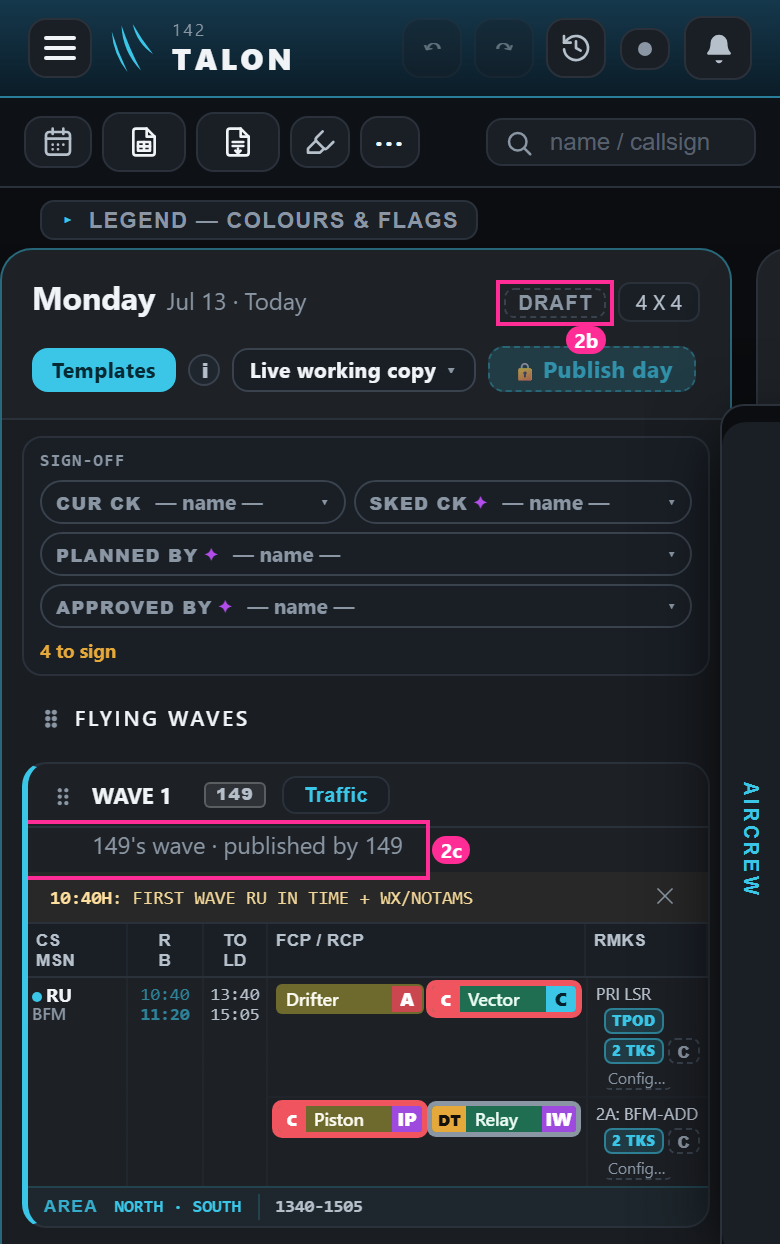 142
TALON
name / callsign
LEGEND — COLOURS & FLAGS
Monday Jul 13 · Today
DRAFT
4 X 4
2b
Templates
i
Live working copy
Publish day
SIGN-OFF
CUR CK — name —
SKED CK — name —
PLANNED BY — name —
APPROVED BY — name —
4 to sign
FLYING WAVES
WAVE 1 149 Traffic
149's wave · published by 149
2c
10:40H: FIRST WAVE RU IN TIME + WX/NOTAMS
CS R TO FCP / RCP RMKS
MSN B LD
RU 10:40 13:40 Drifter A C Vector C PRI LSR
BFM 11:20 15:05 TPOD
2 TKS C
Config...
C Piston IP DT Relay IW 2A: BFM-ADD
2 TKS C
Config...
AREA NORTH · SOUTH 1340-1505
AIRCREW